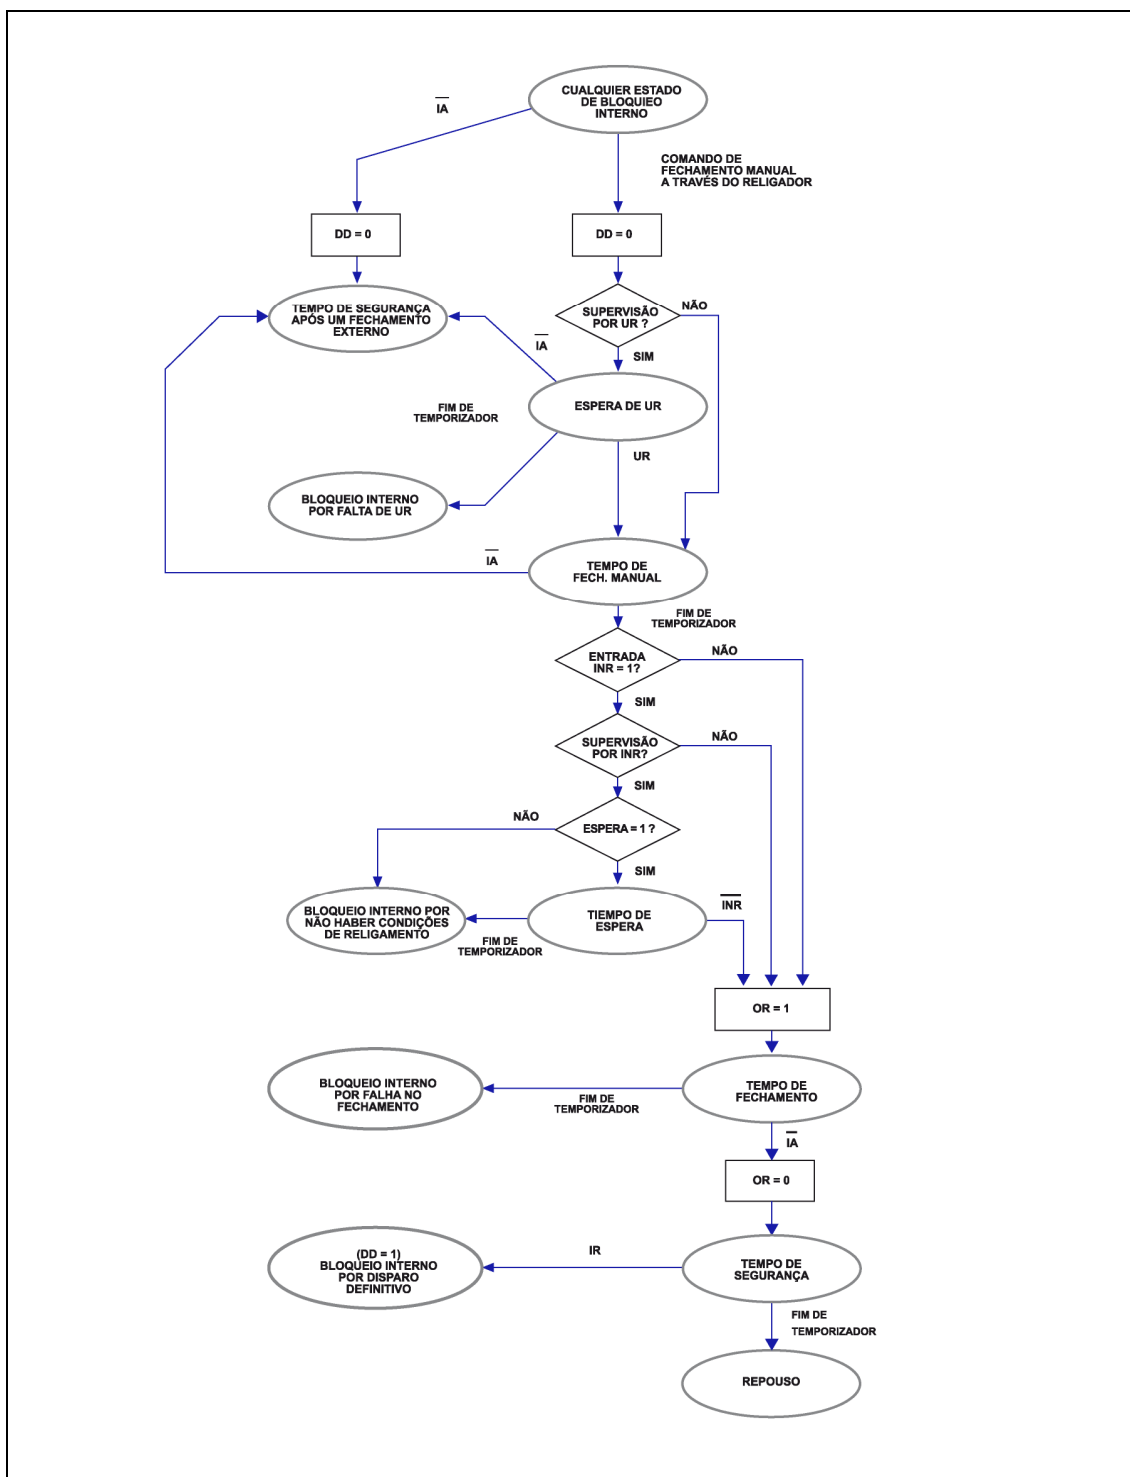 CUALQUIER ESTADO
DE BLOQUIEO
INTERNO
IA
COMANDO DE
FECHAMENTO MANUAL
A TRAVÉS DO RELIGADOR
DD = 0
DD = 0
TEMPO DE SEGURANÇA
APÓS UM FECHAMENTO
EXTERNO
SUPERVISÃO
POR UR ?
NÃO
IA
SIM
FIM DE
TEMPORIZADOR
ESPERA DE UR
UR
BLOQUEIO INTERNO
POR FALTA DE UR
IA
TEMPO DE
FECH. MANUAL
FIM DE
TEMPORIZADOR
ENTRADA
INR = 1?
NÃO
SIM
SUPERVISÃO
POR INR?
NÃO
SIM
NÃO
ESPERA = 1 ?
SIM
BLOQUEIO INTERNO POR
NÃO HABER CONDIÇÕES
DE RELIGAMENTO
FIM DE
TEMPORIZADOR
TIEMPO DE
ESPERA
INR
OR = 1
BLOQUEIO INTERNO
POR FALHA NO
FECHAMENTO
FIM DE
TEMPORIZADOR
TEMPO DE
FECHAMENTO
IA
OR = 0
(DD = 1)
BLOQUEIO INTERNO
POR DISPARO
DEFINITIVO
IR
TEMPO DE
SEGURANÇA
FIM DE
TEMPORIZADOR
REPOUSO